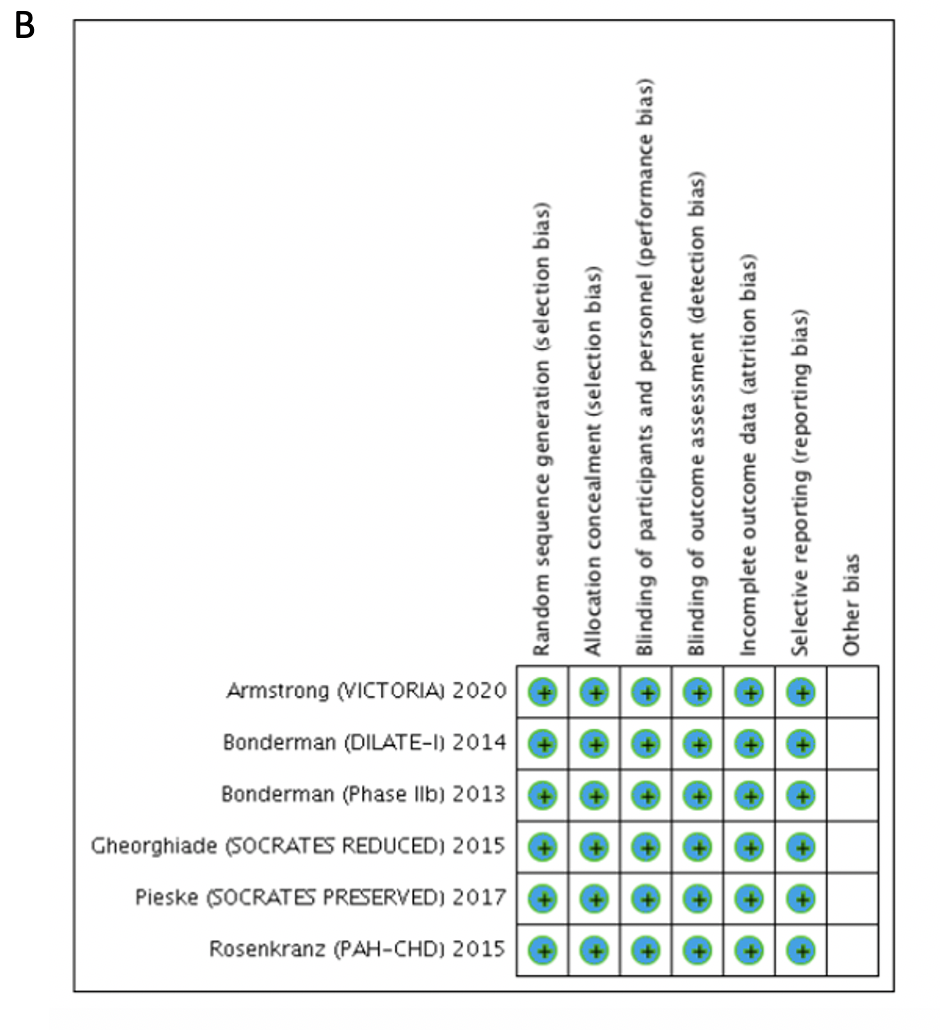 B
Random sequence generation (selection bias)
Allocation concealment (selection bias)
Blinding of participants and personnel (performance bias)
Blinding of outcome assessment (detection bias)
Incomplete outcome data (attrition bias)
Selective reporting (reporting bias)
Other bias
Armstrong (VICTORIA) 2020 + + + + + +
Bonderman (DILATE-I) 2014 + + + + + +
Bonderman (Phase IIb) 2013 + + + + + +
Gheorghiade (SOCRATES REDUCED) 2015 + + + + + +
Pieske (SOCRATES PRESERVED) 2017 + + + + + +
Rosenkranz (PAH-CHD) 2015 + + + + + +